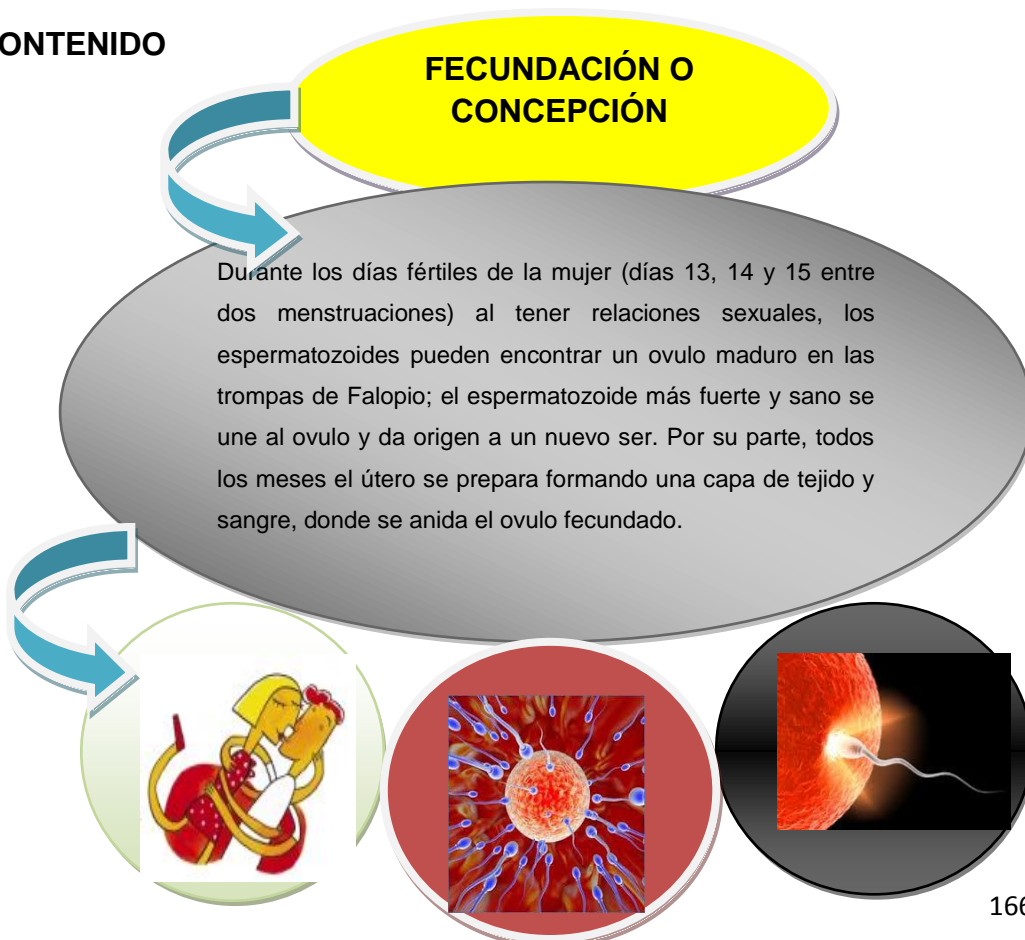 ONTENIDO
FECUNDACIÓN O
CONCEPCIÓN
Durante los días fértiles de la mujer (días 13, 14 y 15 entre
dos menstruaciones) al tener relaciones sexuales, los
espermatozoides pueden encontrar un ovulo maduro en las
trompas de Falopio; el espermatozoide más fuerte y sano se
une al ovulo y da origen a un nuevo ser. Por su parte, todos
los meses el útero se prepara formando una capa de tejido y
sangre, donde se anida el ovulo fecundado.
166